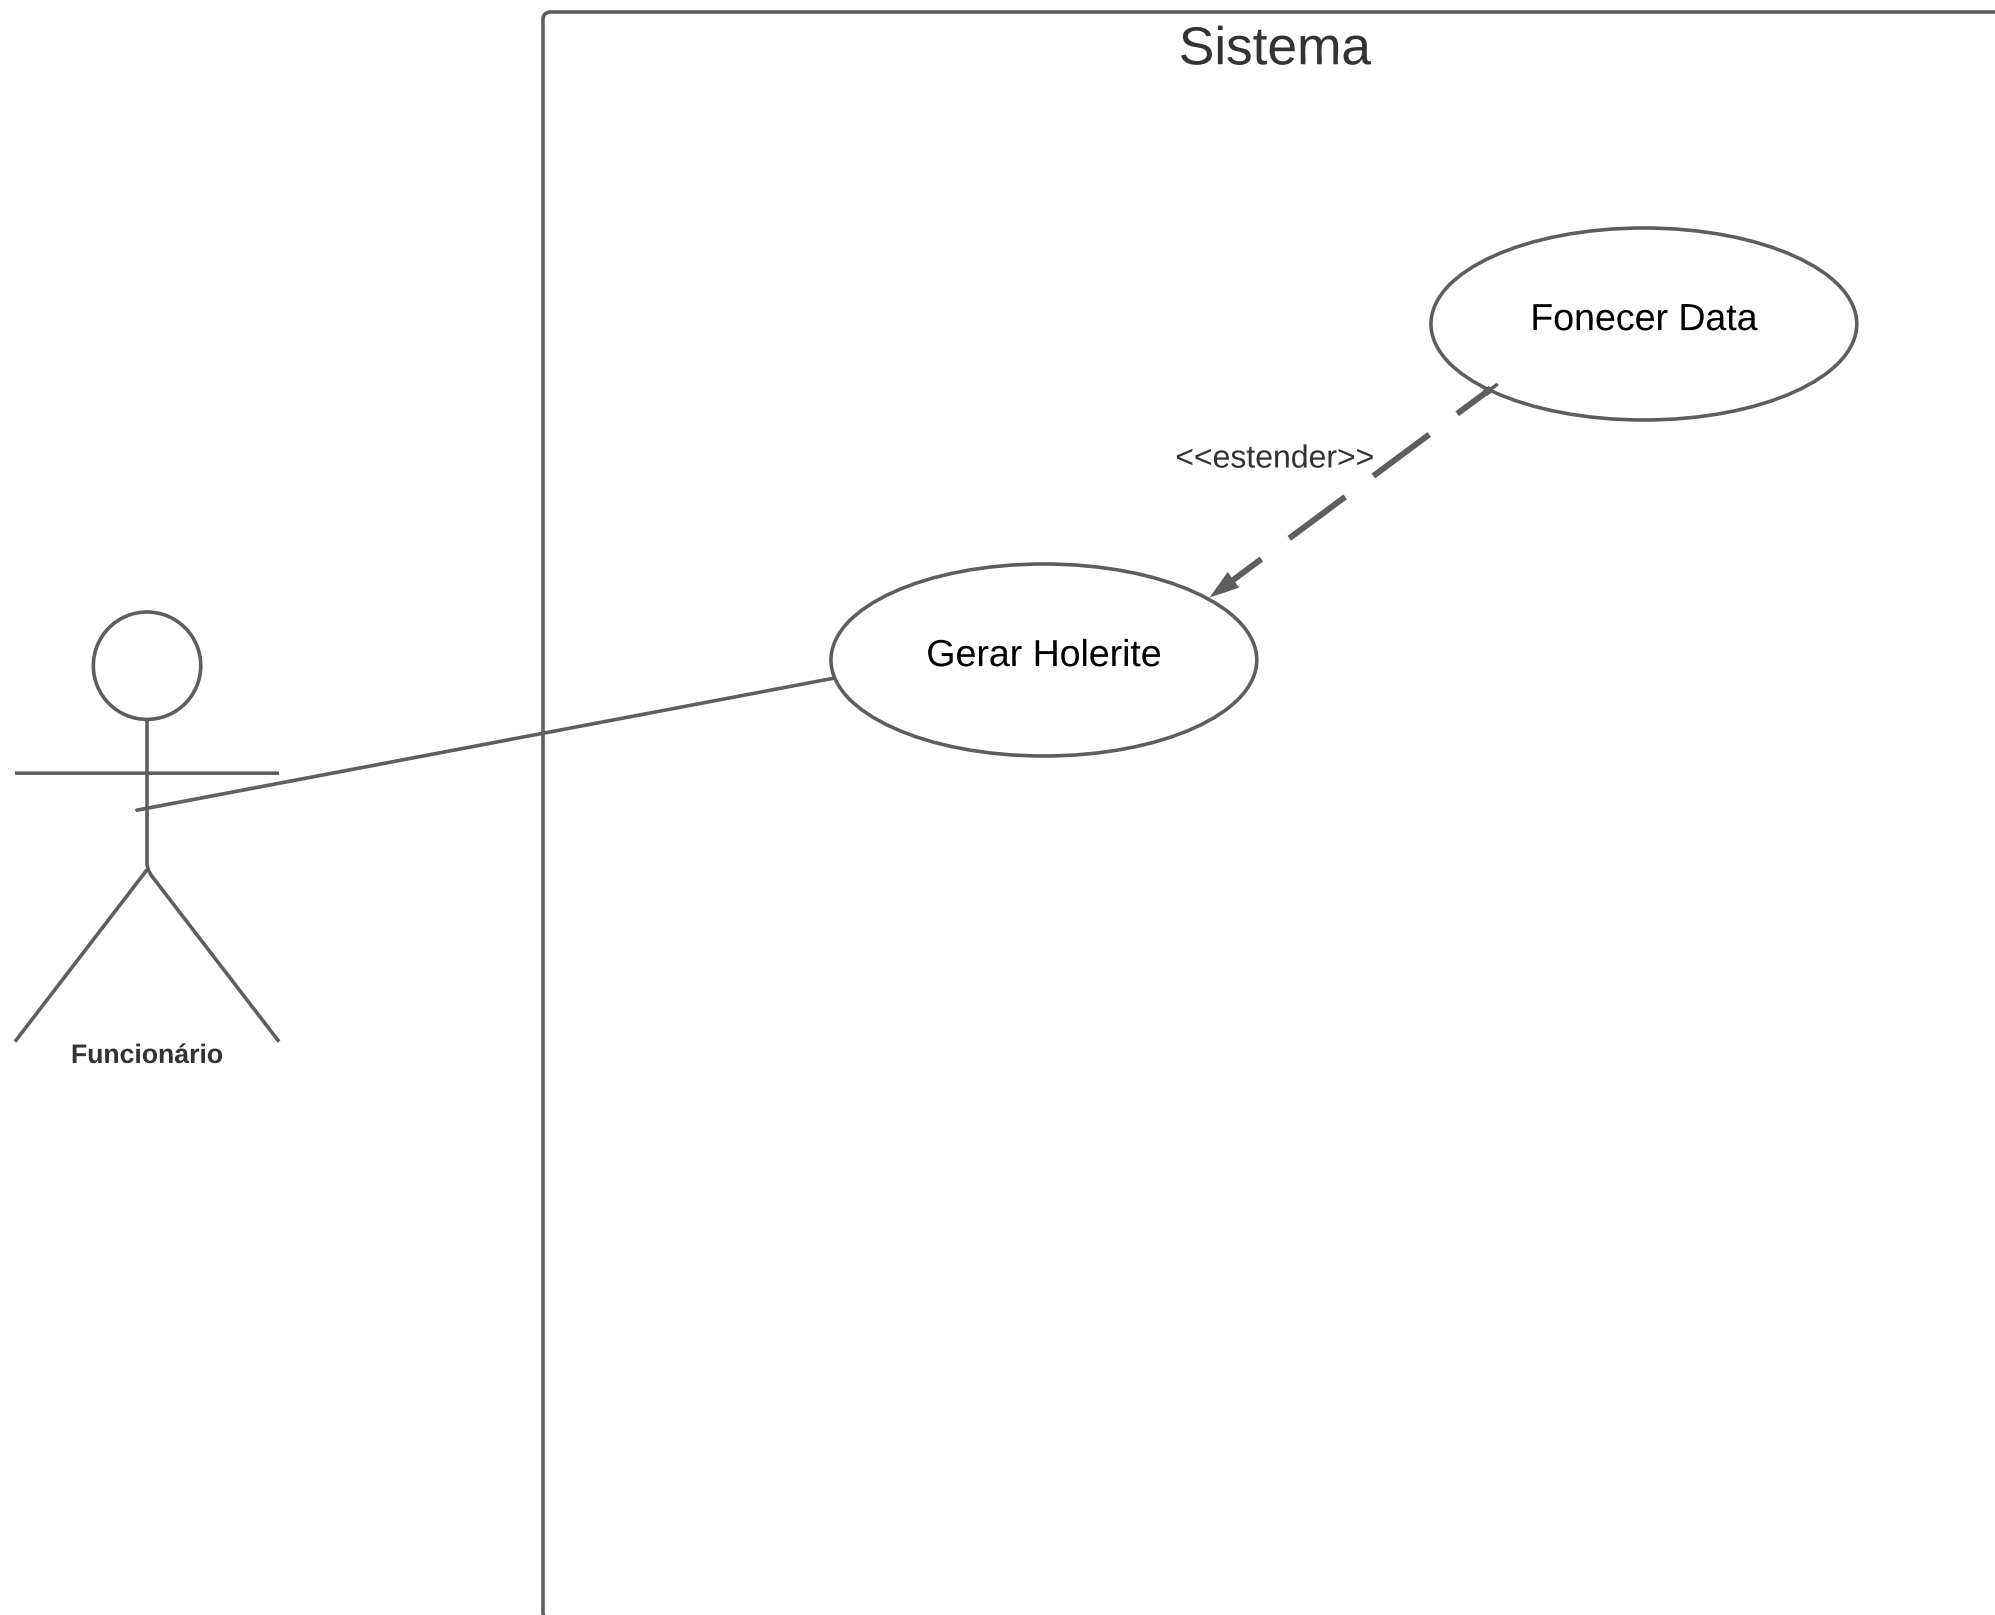 Sistema
Fonecer Data
<<estender>>
Gerar Holerite
Funcionário